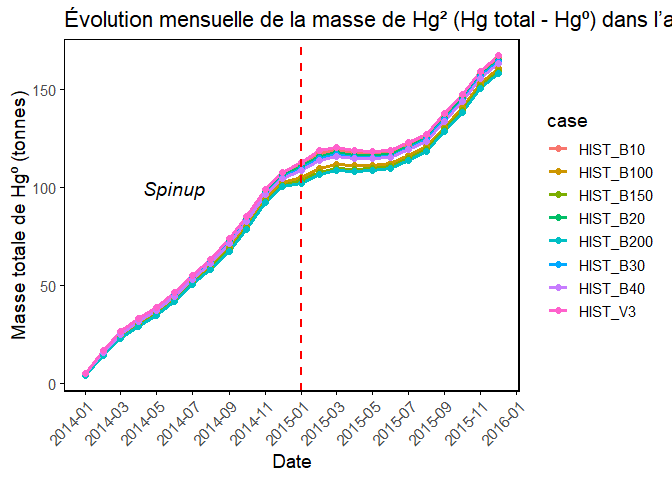 Évolution mensuelle de la masse de Hg² (Hg total - Hgº) dans l'a
Masse totale de Hgº (tonnes)
150
100
50
0
Spinup
2014-01
2014-03
2014-05
2014-07
2014-09
2014-11
2015-01
2015-03
2015-05
2015-07
2015-09
2015-11
2016-01
Date
case
HIST_B10
HIST_B100
HIST_B150
HIST_B20
HIST_B200
HIST_B30
HIST_B40
HIST_V3